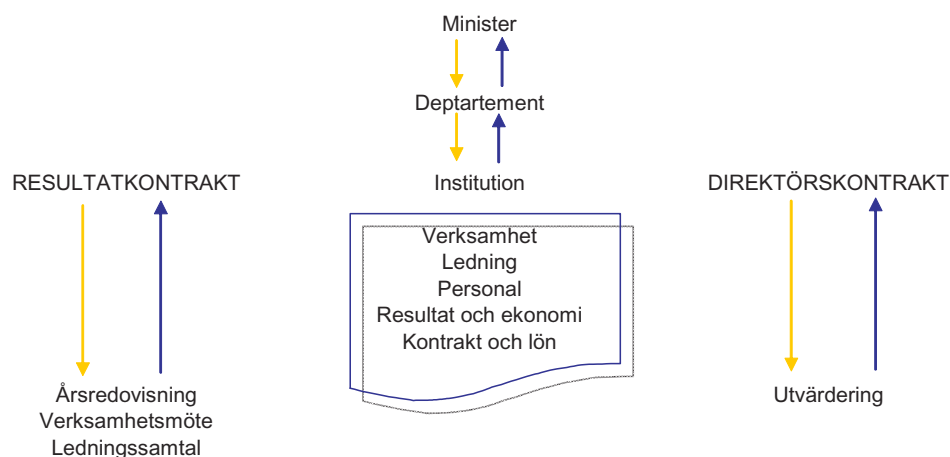 Minister
Deptartement
RESULTATKONTRAKT
Institution
DIREKTÖRSKONTRAKT
Verksamhet
Ledning
Personal
Resultat och ekonomi
Kontrakt och lön
Årsredovisning
Verksamhetsmöte
Ledningssamtal
Utvärdering